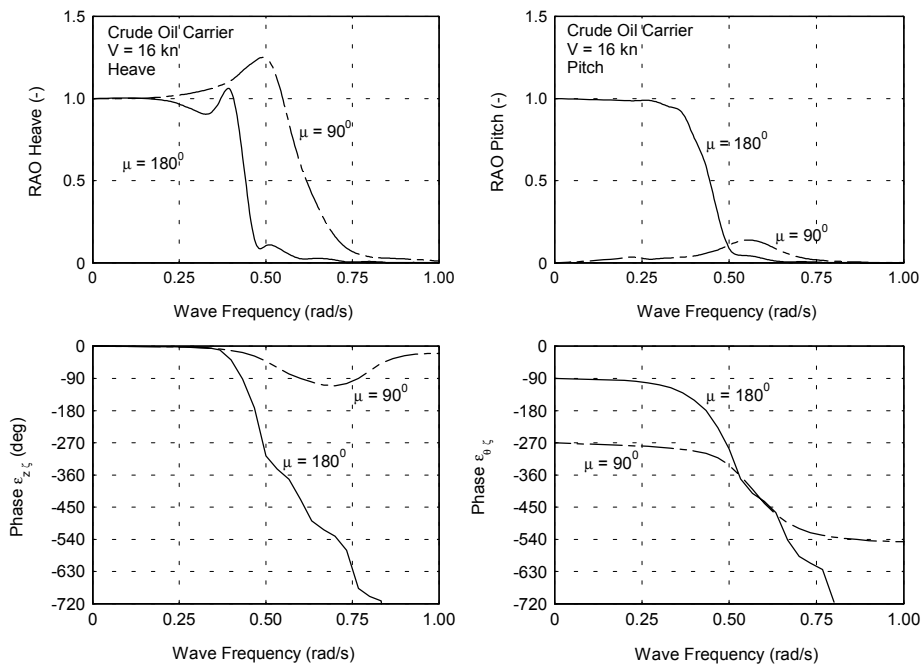 Crude Oil Carrier
V = 16 kn
Heave
RAO Heave (-)
1.5
1.0
0.5
0
μ = 90⁰
μ = 180⁰
0
0.25
0.50
0.75
1.00
Wave Frequency (rad/s)
Crude Oil Carrier
V = 16 kn
Pitch
RAO Pitch (-)
1.5
1.0
0.5
0
μ = 180⁰
μ = 90⁰
0
0.25
0.50
0.75
1.00
Wave Frequency (rad/s)
Phase ε z ζ (deg)
0
-90
-180
-270
-360
-450
-540
-630
-720
μ = 90⁰
μ = 180⁰
0
0.25
0.50
0.75
1.00
Wave Frequency (rad/s)
Phase ε θ ζ
0
-90
-180
-270
-360
-450
-540
-630
-720
μ = 180⁰
μ = 90⁰
0
0.25
0.50
0.75
1.00
Wave Frequency (rad/s)